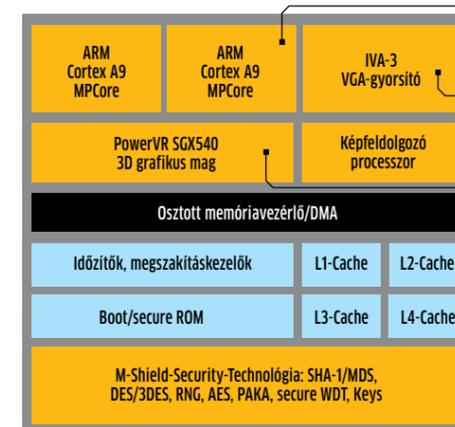 ARM
Cortex A9
MPCore
ARM
Cortex A9
MPCore
IVA-3
VGA-gyorsító
PowerVR SGX540
3D grafikus mag
Képfeldolgozó
processzor
Osztott memóriavezérlő/DMA
Időzítők, megszakításkezelők
L1-Cache
L2-Cache
Boot/secure ROM
L3-Cache
L4-Cache
M-Shield-Security-Technológia: SHA-1/MDS,
DES/3DES, RNG, AES, PAKA, secure WDT, Keys